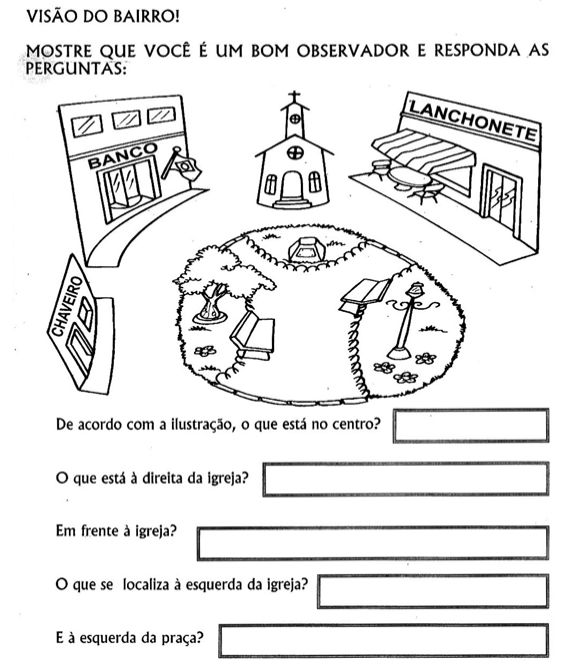 VISÃO DO BAIRRO!
MOSTRE QUE VOCÊ É UM BOM OBSERVADOR E RESPONDA AS
PERGUNTAS:
LANCHONETE
BANCO
CHAVEIRO
De acordo com a ilustração, o que está no centro?
O que está à direita da igreja?
Em frente à igreja?
O que se localiza à esquerda da igreja?
E à esquerda da praça?